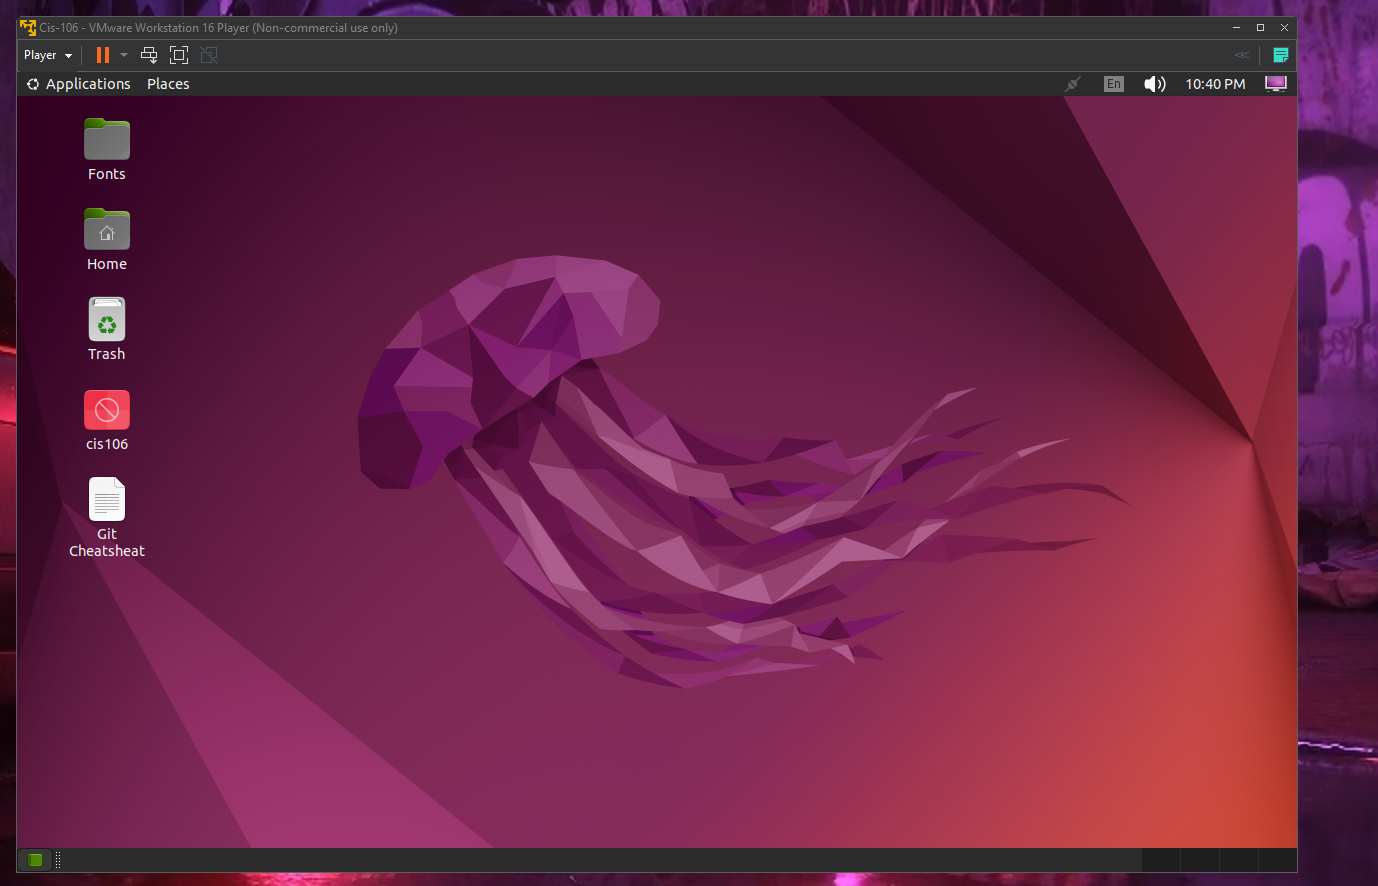 Cis-106 - VMware Workstation 16 Player (Non-commercial use only)
Player
Applications Places En 10:40 PM
Fonts
Home
Trash
cis106
Git
Cheatsheat